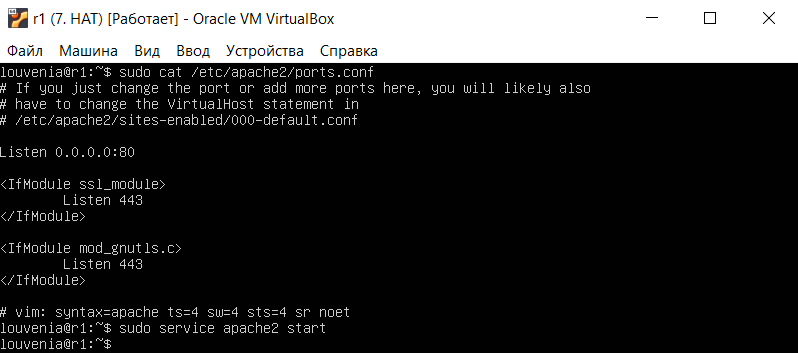 r1 (7. НАТ) [Работает] - Oracle VM VirtualBox
Файл Машина Вид Ввод Устройства Справка
louvenia@r1:~$ sudo cat /etc/apache2/ports.conf
# If you just change the port or add more ports here, you will likely also
# have to change the VirtualHost statement in
# /etc/apache2/sites-enabled/000-default.conf
Listen 0.0.0.0:80
<IfModule ssl_module>
Listen 443
</IfModule>
<IfModule mod_gnutls.c>
Listen 443
</IfModule>
# vim: syntax=apache ts=4 sw=4 sts=4 sr noet
louvenia@r1:~$ sudo service apache2 start
louvenia@r1:~$